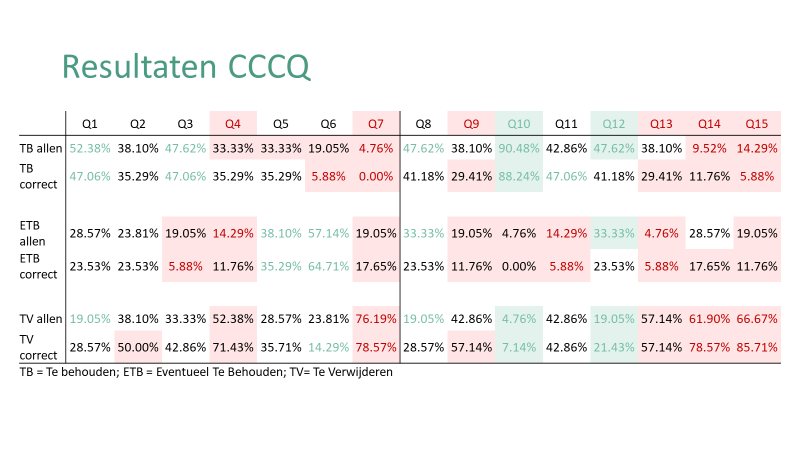 Resultaten CCCQ
Q1 Q2 Q3 Q4 Q5 Q6 Q7 Q8 Q9 Q10 Q11 Q12 Q13 Q14 Q15
TB allen 52.38% 38.10% 47.62% 33.33% 33.33% 19.05% 4.76% 47.62% 38.10% 90.48% 42.86% 47.62% 38.10% 9.52% 14.29%
TB correct 47.06% 35.29% 47.06% 35.29% 35.29% 5.88% 0.00% 41.18% 29.41% 88.24% 47.06% 41.18% 29.41% 11.76% 5.88%
ETB allen 28.57% 23.81% 19.05% 14.29% 38.10% 57.14% 19.05% 33.33% 19.05% 4.76% 14.29% 33.33% 4.76% 28.57% 19.05%
ETB correct 23.53% 23.53% 5.88% 11.76% 35.29% 64.71% 17.65% 23.53% 11.76% 0.00% 5.88% 23.53% 5.88% 17.65% 11.76%
TV allen 19.05% 38.10% 33.33% 52.38% 28.57% 23.81% 76.19% 19.05% 42.86% 4.76% 42.86% 19.05% 57.14% 61.90% 66.67%
TV correct 28.57% 50.00% 42.86% 71.43% 35.71% 14.29% 78.57% 28.57% 57.14% 7.14% 42.86% 21.43% 57.14% 78.57% 85.71%
TB = Te behouden; ETB = Eventueel Te Behouden; TV= Te Verwijderen